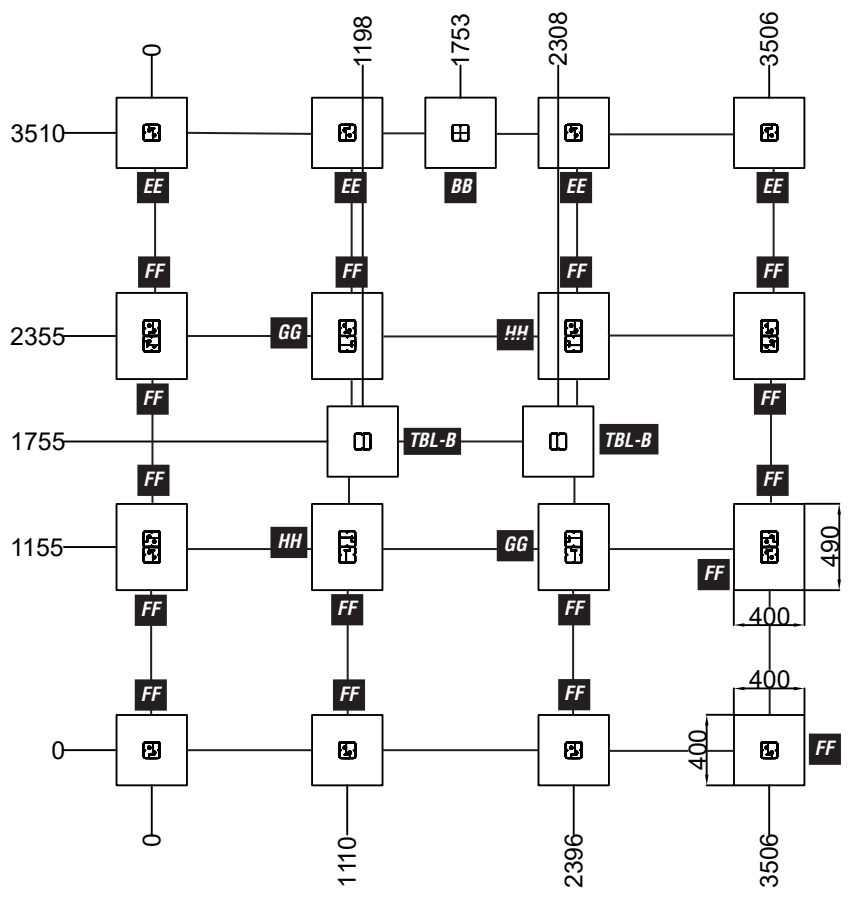 0
1198
1753
2308
3506
3510
EE
EE
BB
EE
EE
FF
FF
FF
FF
2355
GG
HH
FF
FF
1755
TBL-B
TBL-B
FF
FF
1155
HH
GG
490
FF
FF
FF
FF
400
400
FF
FF
FF
0
400
FF
0
1110
2396
3506